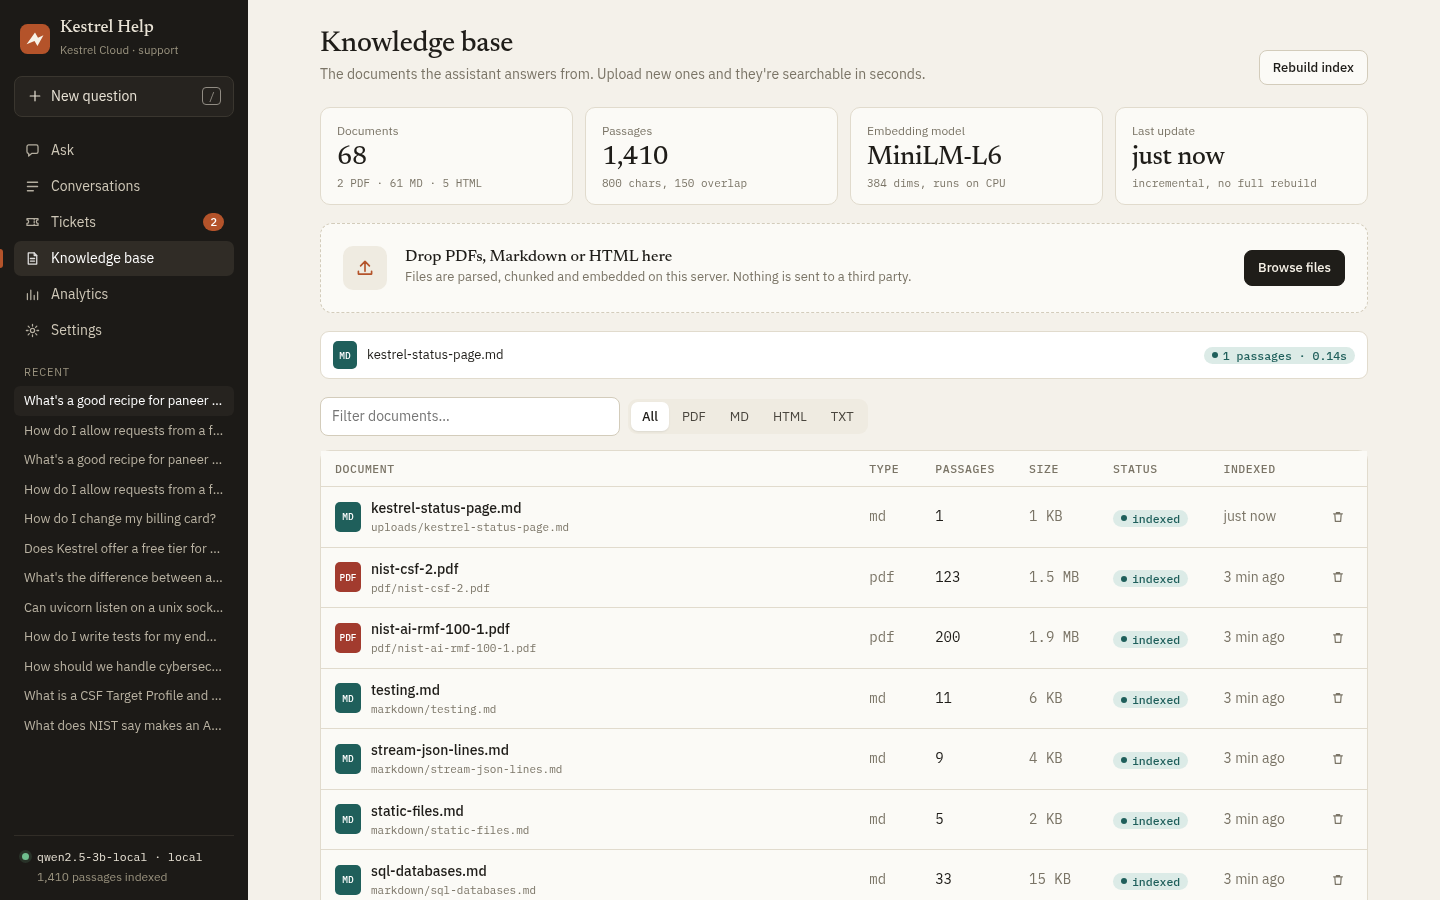 Kestrel Help
Kestrel Cloud · support
New question /
Ask
Conversations
Tickets 2
Knowledge base
Analytics
Settings
RECENT
What's a good recipe for paneer ...
How do I allow requests from a f...
What's a good recipe for paneer ...
How do I allow requests from a f...
How do I change my billing card?
Does Kestrel offer a free tier for ...
What's the difference between a...
Can uvicorn listen on a unix sock...
How do I write tests for my end...
How should we handle cybersec...
What is a CSF Target Profile and ...
What does NIST say makes an A...
qwen2.5-3b-local · local
1,410 passages indexed
Knowledge base
The documents the assistant answers from. Upload new ones and they're searchable in seconds.
Rebuild index
Documents
68
2 PDF · 61 MD · 5 HTML
Passages
1,410
800 chars, 150 overlap
Embedding model
MiniLM-L6
384 dims, runs on CPU
Last update
just now
incremental, no full rebuild
Drop PDFs, Markdown or HTML here
Files are parsed, chunked and embedded on this server. Nothing is sent to a third party.
Browse files
MD kestrel-status-page.md 1 passages · 0.14s
Filter documents...
All PDF MD HTML TXT
DOCUMENT TYPE PASSAGES SIZE STATUS INDEXED
MD kestrel-status-page.md md 1 1 KB indexed just now
uploads/kestrel-status-page.md
PDF nist-csf-2.pdf pdf 123 1.5 MB indexed 3 min ago
pdf/nist-csf-2.pdf
PDF nist-ai-rmf-100-1.pdf pdf 200 1.9 MB indexed 3 min ago
pdf/nist-ai-rmf-100-1.pdf
MD testing.md md 11 6 KB indexed 3 min ago
markdown/testing.md
MD stream-json-lines.md md 9 4 KB indexed 3 min ago
markdown/stream-json-lines.md
MD static-files.md md 5 2 KB indexed 3 min ago
markdown/static-files.md
MD sql-databases.md md 33 15 KB indexed 3 min ago
markdown/sql-databases.md